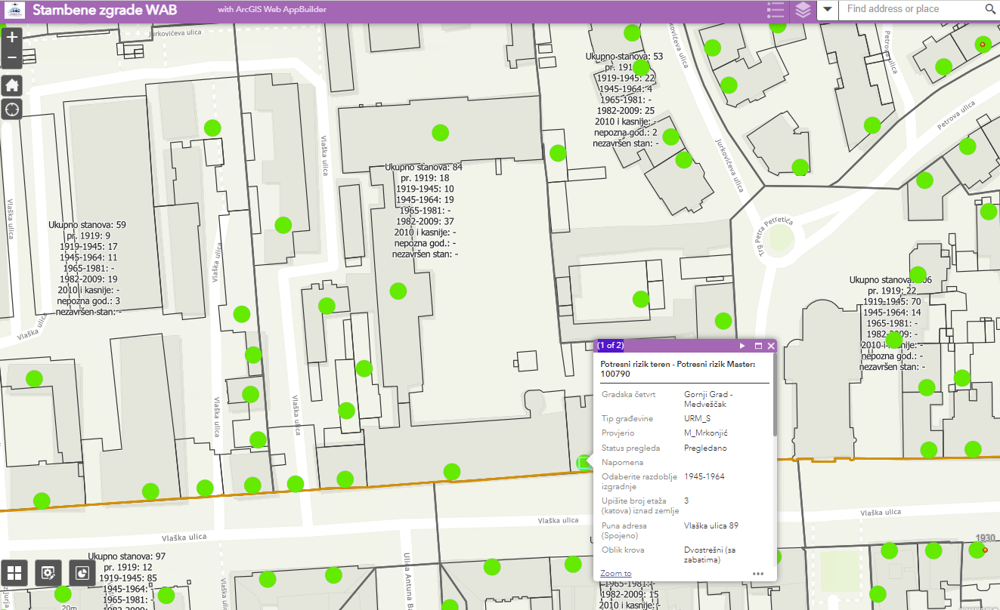 Stambene zgrade WAB
with ArcGIS Web AppBuilder
Find address or place
Jurkovićeva ulica
Jurkovićeva ulica
Petrova ulica
Petrova ulica
Vlaška ulica
Vlaška ulica
Vlaška ulica
Vlaška ulica
Jurkovićeva ulica
Trg Petra Petretića
Ukupno stanova: 53
pr. 191
1919-1945: 22
1945-1964: 4
1965-1981: -
1982-2009: 25
2010 i kasnije: -
nepozna god.: 2
nezavršen stan: -
Ukupno stanova: 84
pr. 1919: 18
1919-1945: 10
1945-1964: 19
1965-1981: -
1982-2009: 37
2010 i kasnije: -
nepozna god.: -
nezavršen stan: -
Ukupno stanova: 59
pr. 1919: 9
1919-1945: 17
1945-1964: 11
1965-1981: -
1982-2009: 19
2010 i kasnije: -
nepozna god.: 3
nezavršen stan: -
Ukupno stanova: 06
pr. 1919: 22
1919-1945: 70
1945-1964: 14
1965-1981: -
1982-2009: -
2010 i
nepozna god.: -
nezavršen stan: -
(1 of 2)
Potresni rizik teren - Potresni rizik Master:
100790
Gradska četvrt Gornji Grad -
Medveščak
Tip građevine URM_S
Provjerio M_Mrkonjić
Status pregleda Pregledano
Napomena
Odaberite razdoblje 1945-1964
izgradnje
Upišite broj etaža 3
(katova) iznad zemlje
Puna adresa Vlaška ulica 89
(Spojeno)
Oblik krova Dvostrešni (sa
zabatima)
Zoom to
Vlaška ulica
Vlaška ulica
Vlaška ulica
Vlaška ulica
Vlaška ulica
Vlaška ulica
1930
Ukupno stanova: 97
pr. 1919: 12
1919-1945: 85
1945-1964: -
1965-1981: -
1982-2009:
20m
Ulica Antuna Ba
1965-1981: -
1982-2009: 15
2010 i kasnije: -